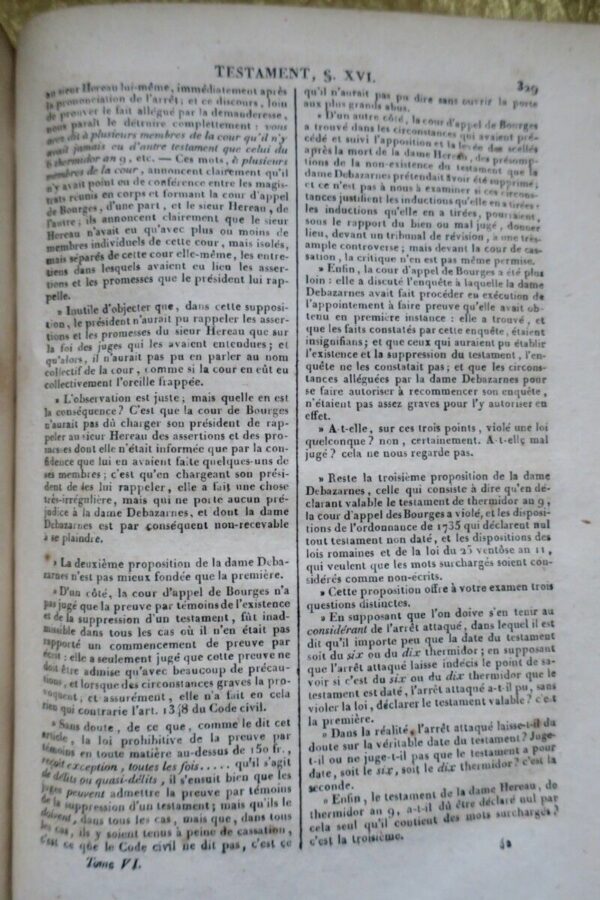 TESTAMENT, §. XVI.
329
au sieur Hereau lui-même, immédiatement après
la prononciation de l'arrêt; et ce discours, loin
de prouver le fait allégué par la demanderesse,
nous paraît le détruire complettement : vous
avez dit à plusieurs membres de la cour qu'il n'y
avait jamais eu d'autre testament que celui du
thermidor an 9, etc. — Ces mots, à plusieurs
membres de la cour, annoncent clairement qu'il
n'y avait point eu de conférence entre les magis-
trats réunis en corps et formant la cour d'appel
de Bourges, d'une part, et le sieur Hereau, de
l'autre; ils annoncent clairement que le sieur
Hereau n'avait eu qu'avec plus ou moins de
membres individuels de cette cour, mais isolés,
mais séparés de cette cour elle-même, les entre-
tiens dans lesquels avaient eu lieu les asser-
tions et les promesses que le président lui rap-
pelle.
» Inutile d'objecter que, dans cette supposi-
tion, le président n'aurait pu rappeler les asser-
tions et les promesses du sieur Hereau que sur
la foi des juges qui les avaient entendues; et
qu'alors, il n'aurait pas pu en parler au nom
collectif de la cour, comme si la cour en eût eu
collectivement l'oreille frappée.
» L'observation est juste; mais quelle en est
la conséquence? C'est que la cour de Bourges
n'aurait pas dû charger son président de rap-
peler au sieur Hereau des assertions et des pro-
messes dont elle n'était informée que par la con-
fidence que lui en avaient faite quelques-uns de
ses membres; c'est qu'en chargeant son prési-
dent de les lui rappeler, elle a fait une chose
très-irrégulière, mais qui ne porte aucun pré-
judice à la dame Debazarnes, et dont la dame
Debazarnes est par conséquent non-recevable
à se plaindre.
» La deuxième proposition de la dame Deba-
zarnes n'est pas mieux fondée que la première.
» D'un côté, la cour d'appel de Bourges n'a
pas jugé que la preuve par témoins de l'existence
et de la suppression d'un testament, fût inad-
missible dans tous les cas où il n'en était pas
rapporté un commencement de preuve par
écrit : elle a seulement jugé que cette preuve ne
doit être admise qu'avec beaucoup de précau-
tions, et lorsque des circonstances graves la pro-
voquent, et assurément, elle n'a fait en cela
rien qui contrarie l'art. 1348 du Code civil.
» Sans doute, de ce que, comme le dit cet
article, la loi prohibitive de la preuve par
témoins en toute matière au-dessus de 150 fr.,
reçoit exception, toutes les fois..... qu'il s'agit
de délits ou quasi-délits, il s'ensuit bien que les
juges peuvent admettre la preuve par témoins
de la suppression d'un testament; mais qu'ils le
doivent, dans tous les cas, mais que, dans tous
les cas, ils y soient tenus à peine de cassation,
c'est ce que le Code civil ne dit pas, c'est ce
Tome VI.
qu'il n'aurait pas pu dire sans ouvrir la porte
aux plus grands abus.
» D'un autre côté, la cour d'appel de Bourges
a trouvé dans les circonstances qui avaient pré-
cédé et suivi l'apposition et la levée des scellés
après la mort de la dame Hereau, des présomp-
tions de la non-existence du testament que la
dame Debazarnes prétendait avoir été supprimé;
et ce n'est pas à nous à examiner si ces circons-
tances justifient les inductions qu'elle en a tirées :
les inductions qu'elle en a tirées, pourraient,
sous le rapport du bien ou mal jugé, donner
lieu, devant un tribunal de révision, à une très-
ample controverse; mais devant la cour de cas-
sation, la critique n'en est pas même permise.
» Enfin, la cour d'appel de Bourges a été plus
loin : elle a discuté l'enquête à laquelle la dame
Debazarnes avait fait procéder en exécution de
l'appointement à faire preuve qu'elle avait ob-
tenu en première instance : elle a trouvé, et
que les faits constatés par cette enquête, étaient
insignifians; et que ceux qui auraient pu établir
l'existence et la suppression du testament, l'en-
quête ne les constatait pas; et que les circons-
tances alléguées par la dame Debazarnes pour
se faire autoriser à recommencer son enquête,
n'étaient pas assez graves pour l'y autoriser en
effet.
» A-t-elle, sur ces trois points, violé une loi
quelconque? non, certainement. A-t-elle mal
jugé? cela ne nous regarde pas.
» Reste la troisième proposition de la dame
Debazarnes, celle qui consiste à dire qu'en dé-
clarant valable le testament de thermidor an 9,
la cour d'appel des Bourges a violé, et les disposi-
tions de l'ordonnance de 1735 qui déclarent nul
tout testament non daté, et les dispositions des
lois romaines et de la loi du 25 ventôse an 11,
qui veulent que les mots surchargés soient con-
sidérés comme non-écrits.
» Cette proposition offre à votre examen trois
questions distinctes.
» En supposant que l'on doive s'en tenir au
considérant de l'arrêt attaqué, dans lequel il est
dit qu'il importe peu que la date du testament
soit du six ou du dix thermidor; en supposant
que l'arrêt attaqué laisse indécis le point de sa-
voir si c'est du six ou du dix thermidor que le
testament est daté, l'arrêt attaqué a-t-il pu, sans
violer la loi, déclarer le testament valable? c'est
la première.
» Dans la réalité, l'arrêt attaqué laisse-t-il du
doute sur la véritable date du testament? Juge-
t-il ou ne juge-t-il pas que le testament a pour
date, soit le six, soit le dix thermidor? c'est la
seconde.
» Enfin, le testament de la dame Hereau, de
thermidor an 9, a-t-il dû être déclaré nul par
cela seul qu'il contient des mots surchargés?
c'est la troisième.